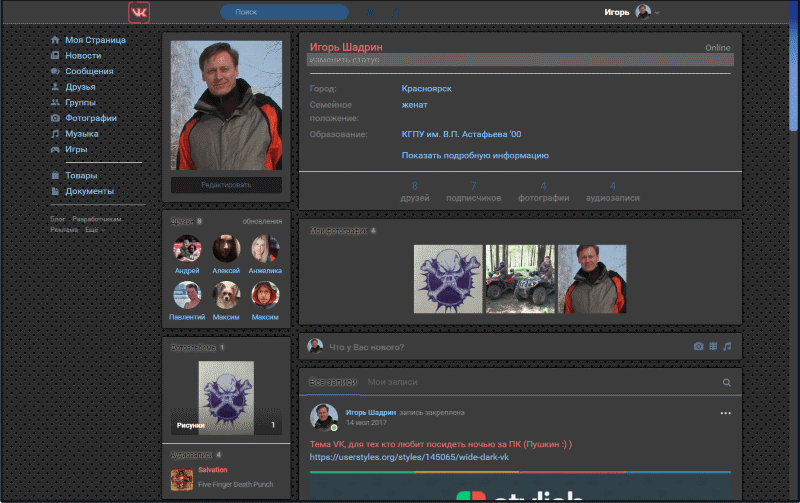 Поиск
Игорь
Моя Страница
Новости
Сообщения
Друзья
Группы
Фотографии
Музыка
Игры
Товары
Документы
Блог Разработчикам
Реклама Ещё
Редактировать
Друзья 8 обновления
Андрей Алексей Анжелика
Павлентий Максим Максим
Фотоальбомы 1
Рисунки 1
Аудиозаписи 4
Salvation
Five Finger Death Punch
Игорь Шадрин Online
изменить статус
Город: Красноярск
Семейное положение: женат
Образование: КГПУ им. В.П. Астафьева '00
Показать подробную информацию
8 7 4 4
друзей подписчиков фотографии аудиозаписи
Мои фотографии 4
Что у Вас нового?
Все записи Мои записи
Игорь Шадрин запись закреплена
14 июл 2017
Тема VK, для тех кто любит посидеть ночью за ПК (Пушкин :) )
https://userstyles.org/styles/145065/wide-dark-vk
stylish